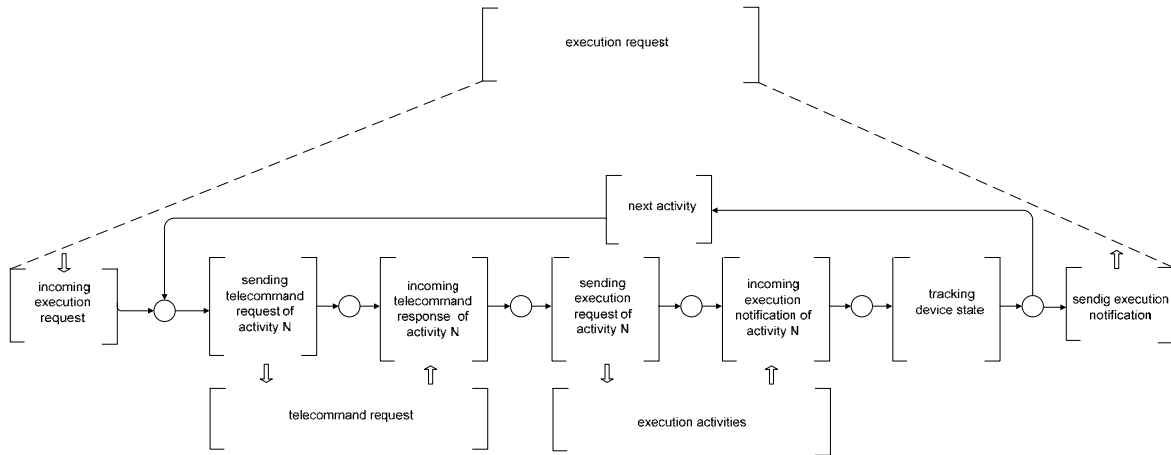 execution request
next activity
incoming
execution
request
sending
telecommand
request of
activity N
incoming
telecommand
response of
activity N
sending
execution
request of
activity N
incoming
execution
notification of
activity N
tracking
device state
sendig execution
notification
telecommand request
execution activities